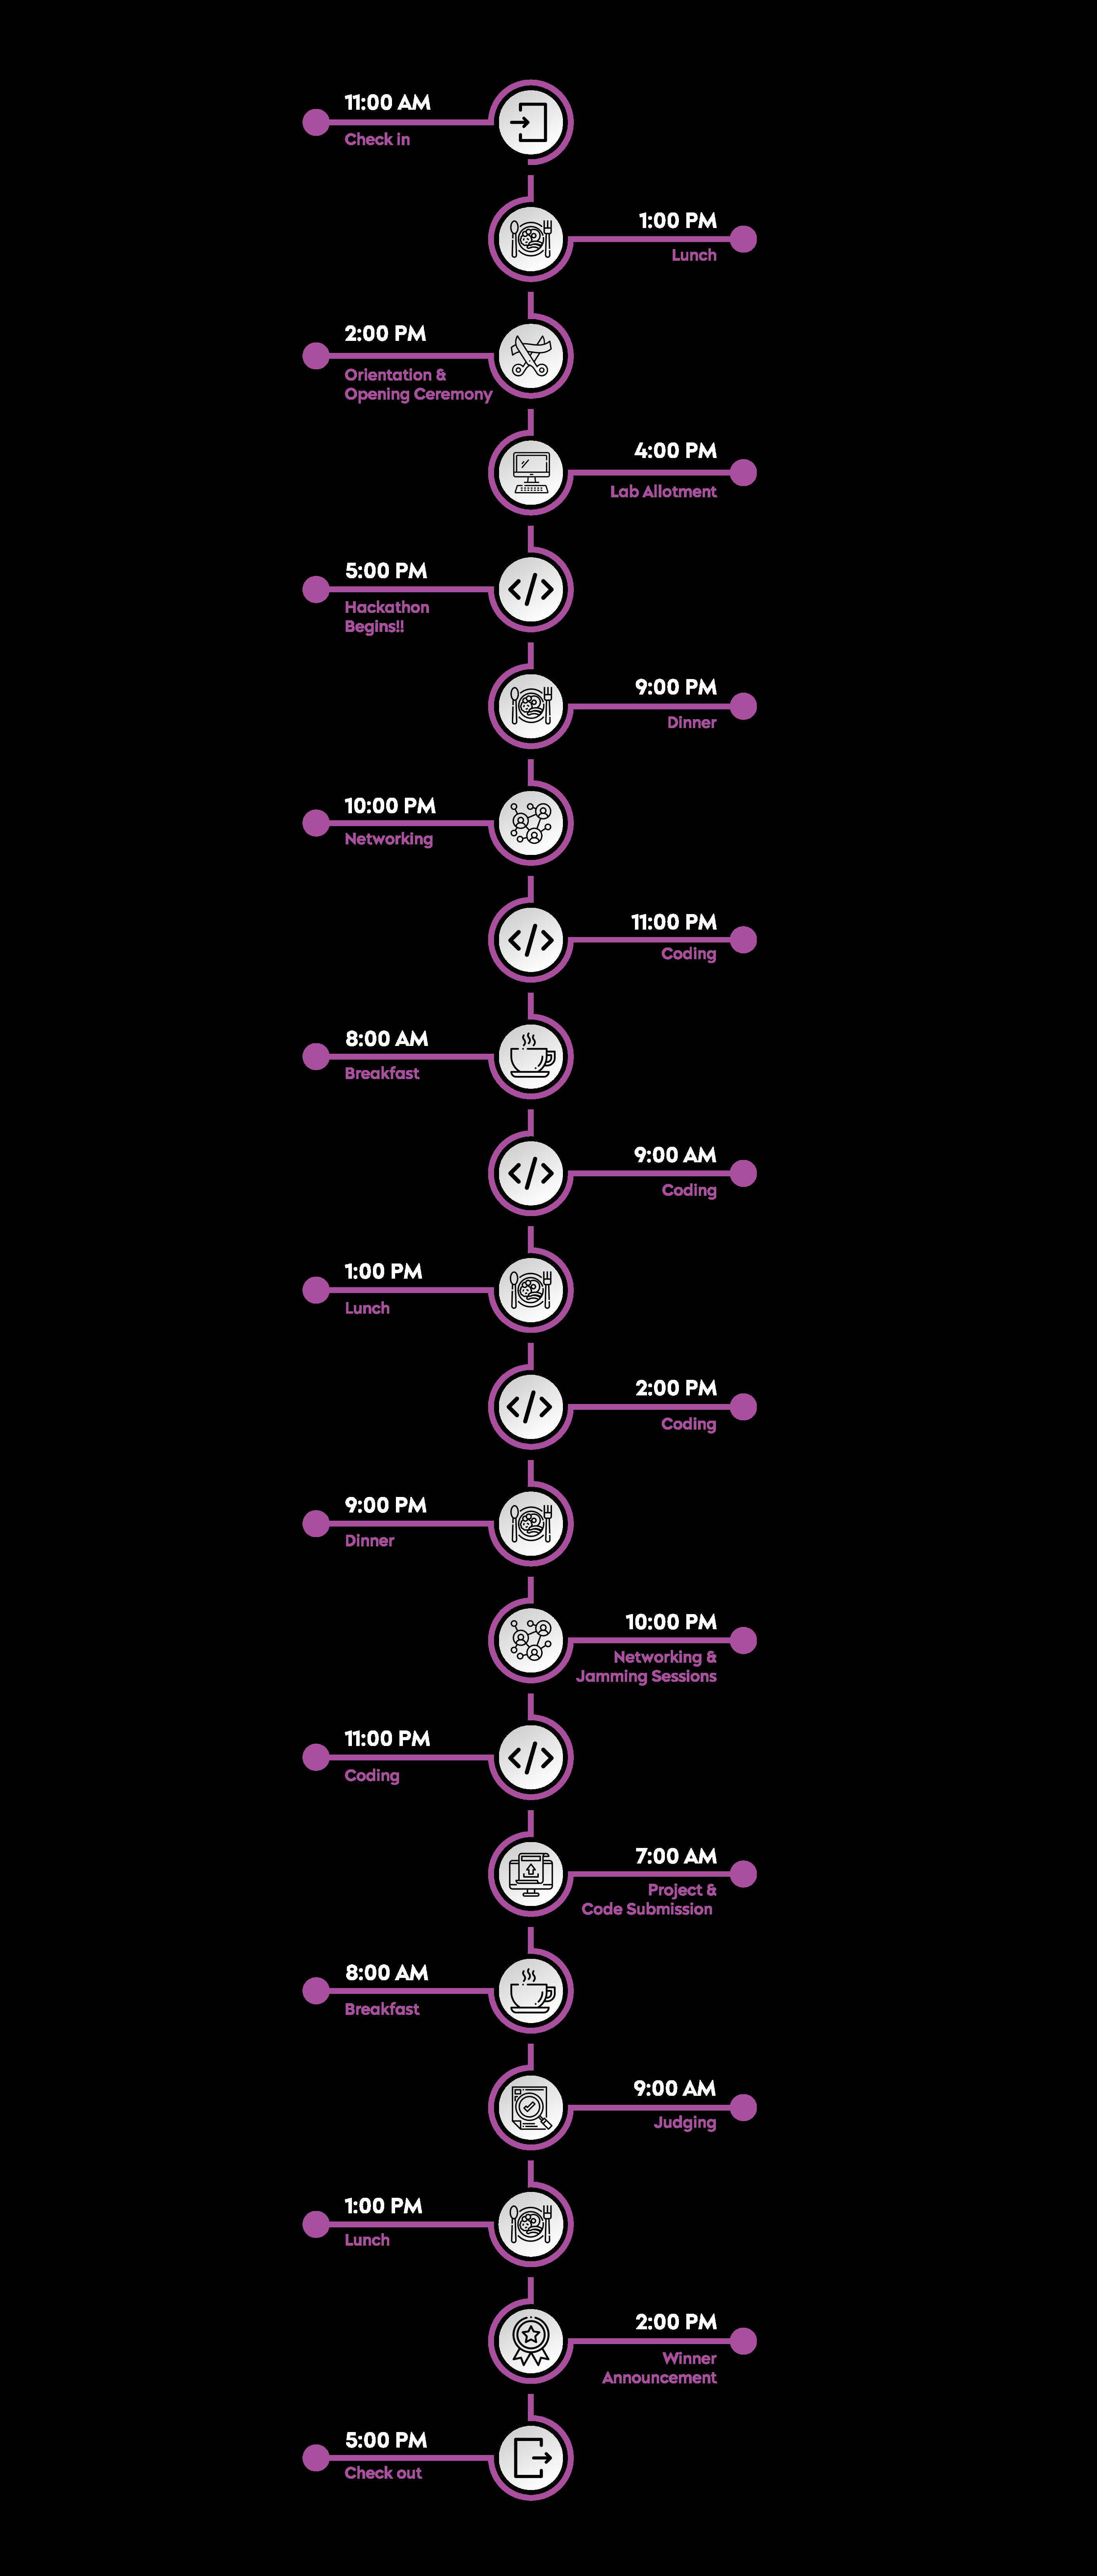 11:00 AM
Check in
1:00 PM
Lunch
2:00 PM
Orientation &
Opening Ceremony
4:00 PM
Lab Allotment
5:00 PM
Hackathon
Begins!!
9:00 PM
Dinner
10:00 PM
Networking
11:00 PM
Coding
8:00 AM
Breakfast
9:00 AM
Coding
1:00 PM
Lunch
2:00 PM
Coding
9:00 PM
Dinner
10:00 PM
Networking &
Jamming Sessions
11:00 PM
Coding
7:00 AM
Project &
Code Submission
8:00 AM
Breakfast
9:00 AM
Judging
1:00 PM
Lunch
2:00 PM
Winner
Announcement
5:00 PM
Check out